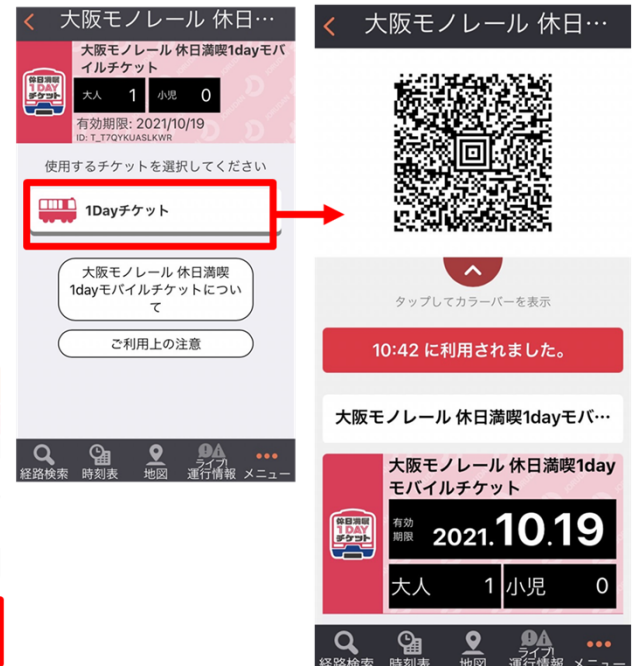 大阪モノレール 休日…
大阪モノレール 休日満喫1dayモバ
イルチケット
休日満喫
1DAY
チケット
大人 1 小児 0
有効期限: 2021/10/19
ID: T_T7QYKUASLKWR
使用するチケットを選択してください
1Dayチケット
大阪モノレール 休日満喫
1dayモバイルチケットについ
て
ご利用上の注意
経路検索 時刻表 地図 ライブ!
運行情報 メニュー
大阪モノレール 休日…
タップしてカラーバーを表示
10:42 に利用されました。
大阪モノレール 休日満喫1dayモバ…
大阪モノレール 休日満喫1day
モバイルチケット
休日満喫
1DAY
チケット
有効
期限 2021.10.19
大人 1 小児 0
経路検索 時刻表 地図 ライブ!
運行情報 メニュー